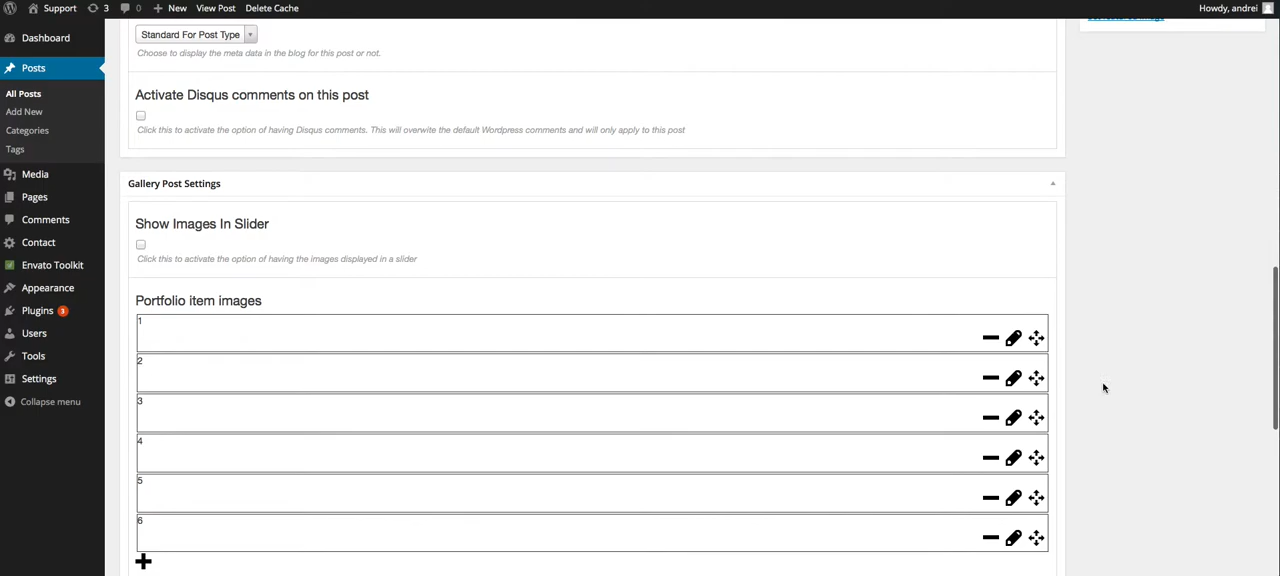 Support 3 0 New View Post Delete Cache Howdy, andrei
Dashboard
Posts
All Posts
Add New
Categories
Tags
Media
Pages
Comments
Contact
Envato Toolkit
Appearance
Plugins 3
Users
Tools
Settings
Collapse menu
Standard For Post Type
Choose to display the meta data in the blog for this post or not.
Activate Disqus comments on this post
Click this to activate the option of having Disqus comments. This will overwite the default Wordpress comments and will only apply to this post
Gallery Post Settings
Show Images In Slider
Click this to activate the option of having the images displayed in a slider
Portfolio item images
1
2
3
4
5
6